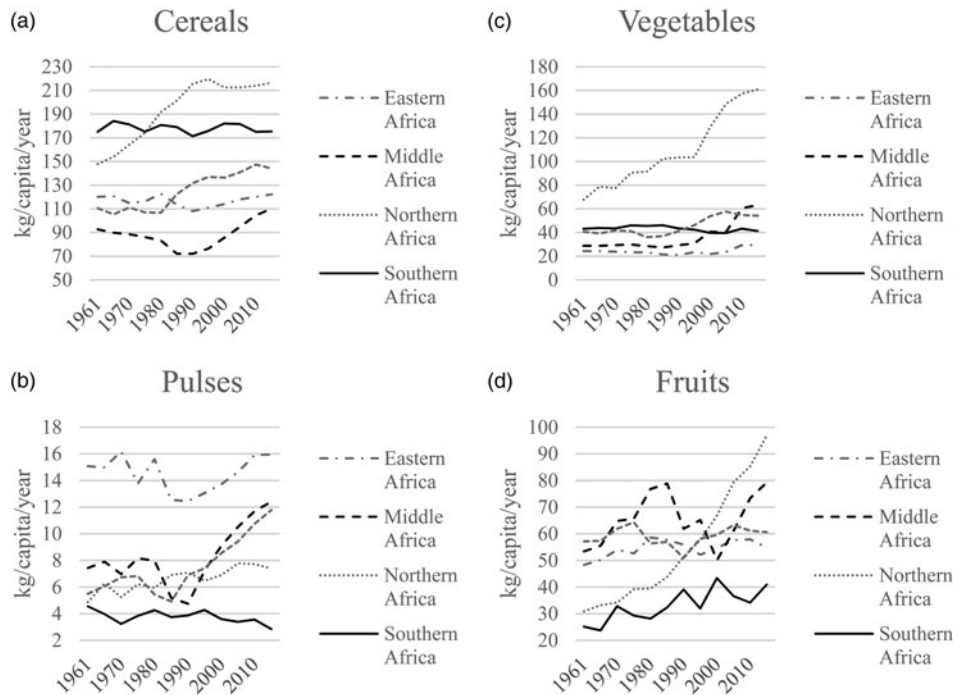 (a)
Cereals
kg/capita/year
230
210
190
170
150
130
110
90
70
50
1961
1970
1980
1990
2000
2010
Eastern
Africa
Middle
Africa
Northern
Africa
Southern
Africa
(c)
Vegetables
kg/capita/year
180
160
140
120
100
80
60
40
20
0
1961
1970
1980
1990
2000
2010
Eastern
Africa
Middle
Africa
Northern
Africa
Southern
Africa
(b)
Pulses
kg/capita/year
18
16
14
12
10
8
6
4
2
1961
1970
1980
1990
2000
2010
Eastern
Africa
Middle
Africa
Northern
Africa
Southern
Africa
(d)
Fruits
kg/capita/year
100
90
80
70
60
50
40
30
20
1961
1970
1980
1990
2000
2010
Eastern
Africa
Middle
Africa
Northern
Africa
Southern
Africa